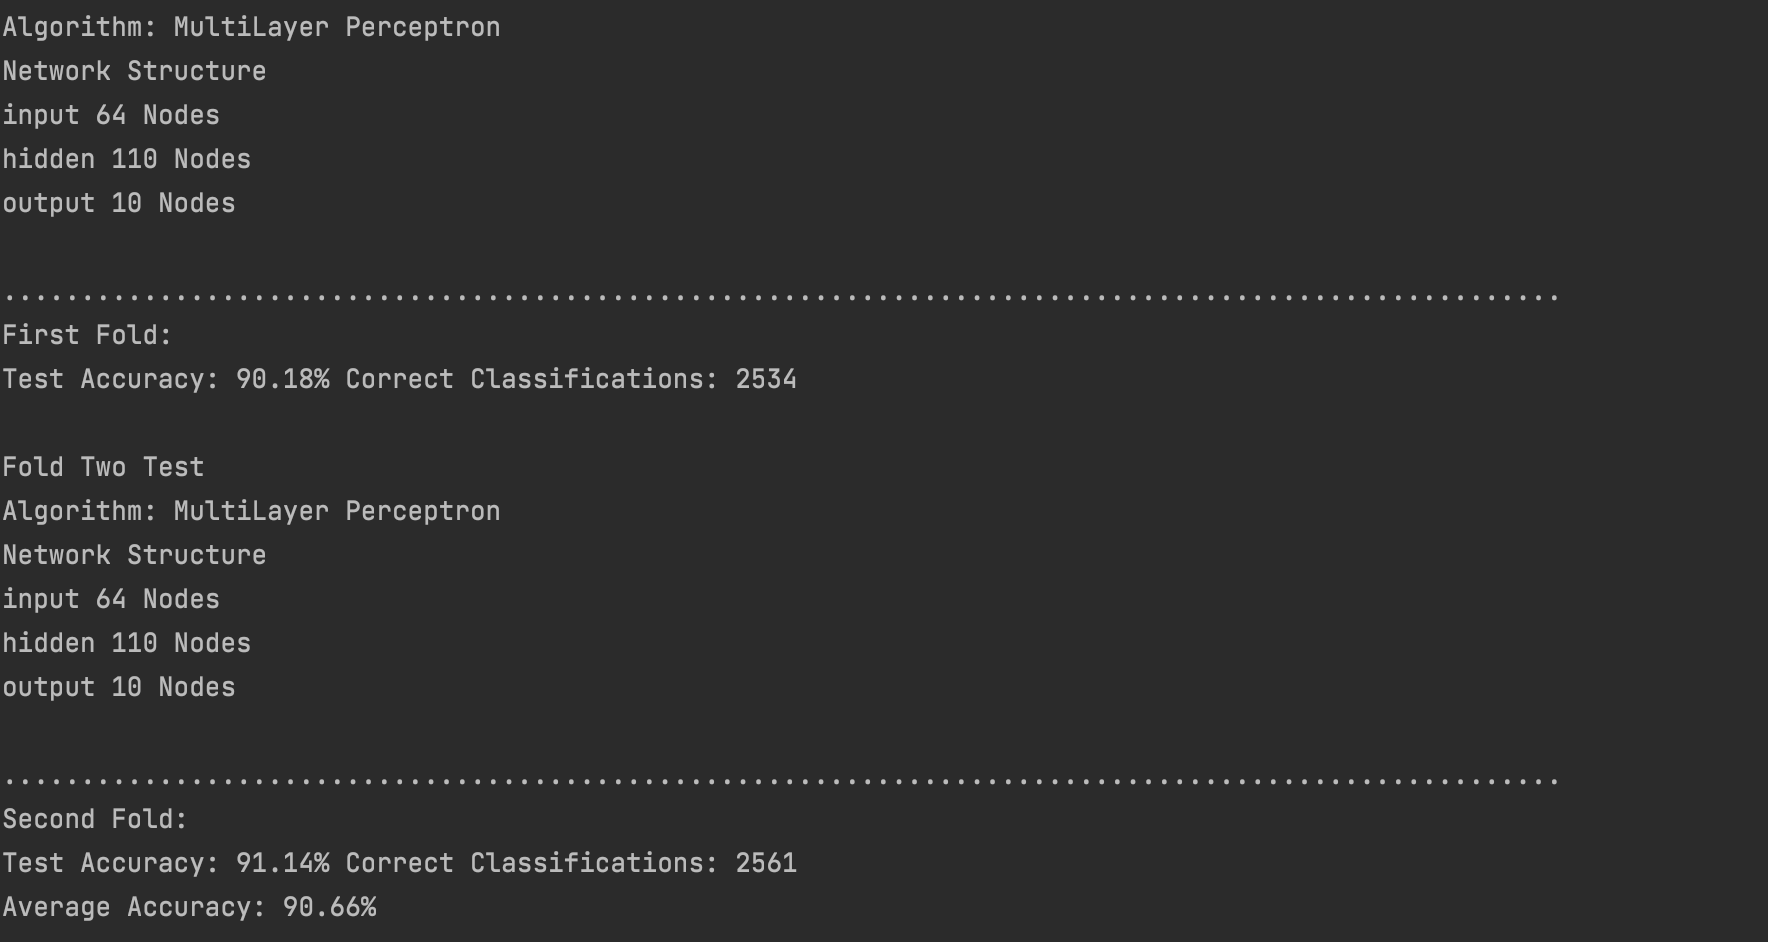 Algorithm: MultiLayer Perceptron
Network Structure
input 64 Nodes
hidden 110 Nodes
output 10 Nodes
....................................................................................................
First Fold:
Test Accuracy: 90.18% Correct Classifications: 2534
Fold Two Test
Algorithm: MultiLayer Perceptron
Network Structure
input 64 Nodes
hidden 110 Nodes
output 10 Nodes
....................................................................................................
Second Fold:
Test Accuracy: 91.14% Correct Classifications: 2561
Average Accuracy: 90.66%